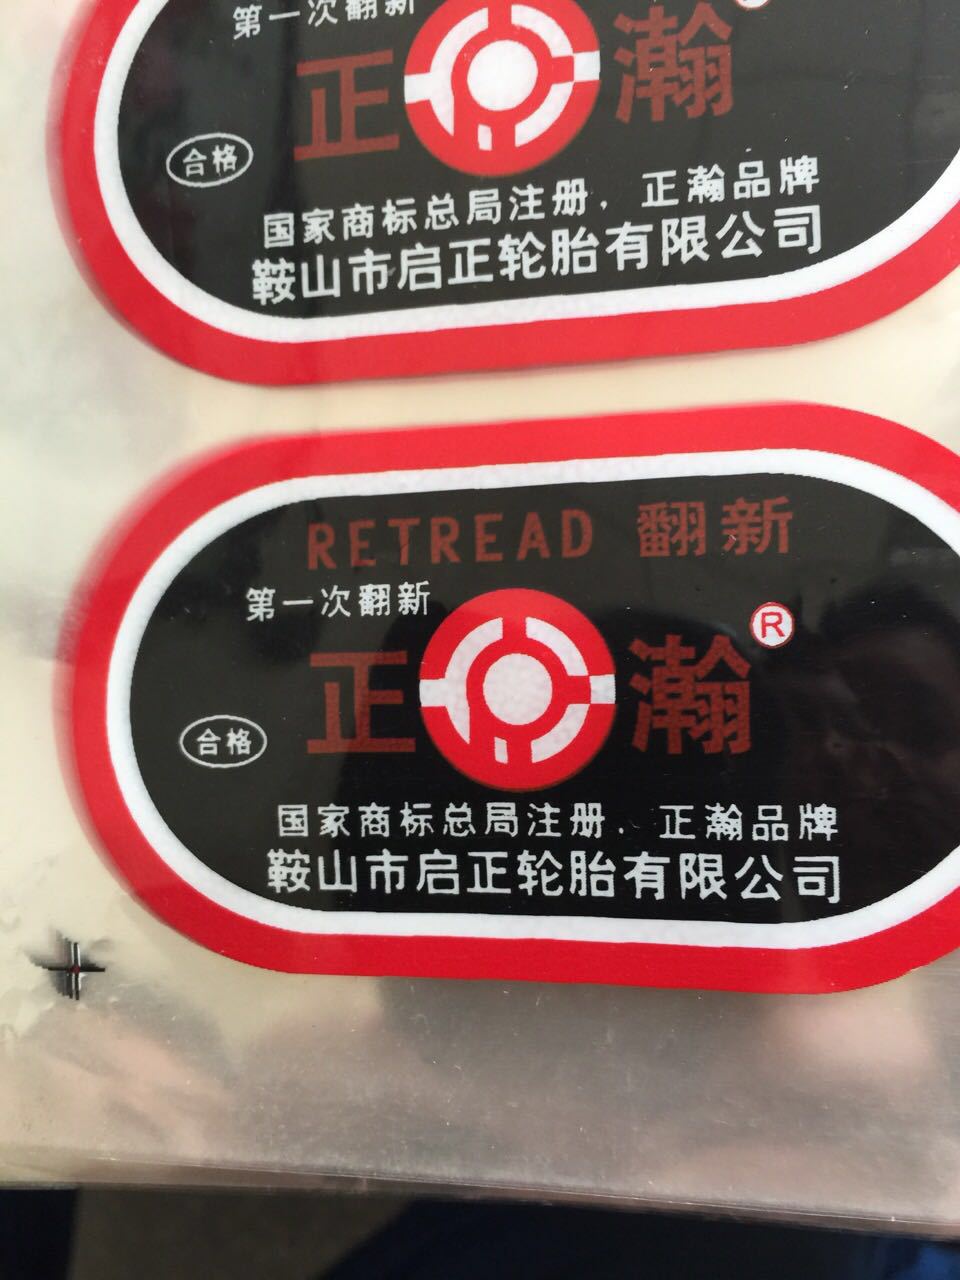 第一次翻新
正 瀚
合格
国家商标总局注册，正瀚品牌
鞍山市启正轮胎有限公司
RETREAD 翻新
第一次翻新
正 瀚 ®
合格
国家商标总局注册．正瀚品牌
鞍山市启正轮胎有限公司